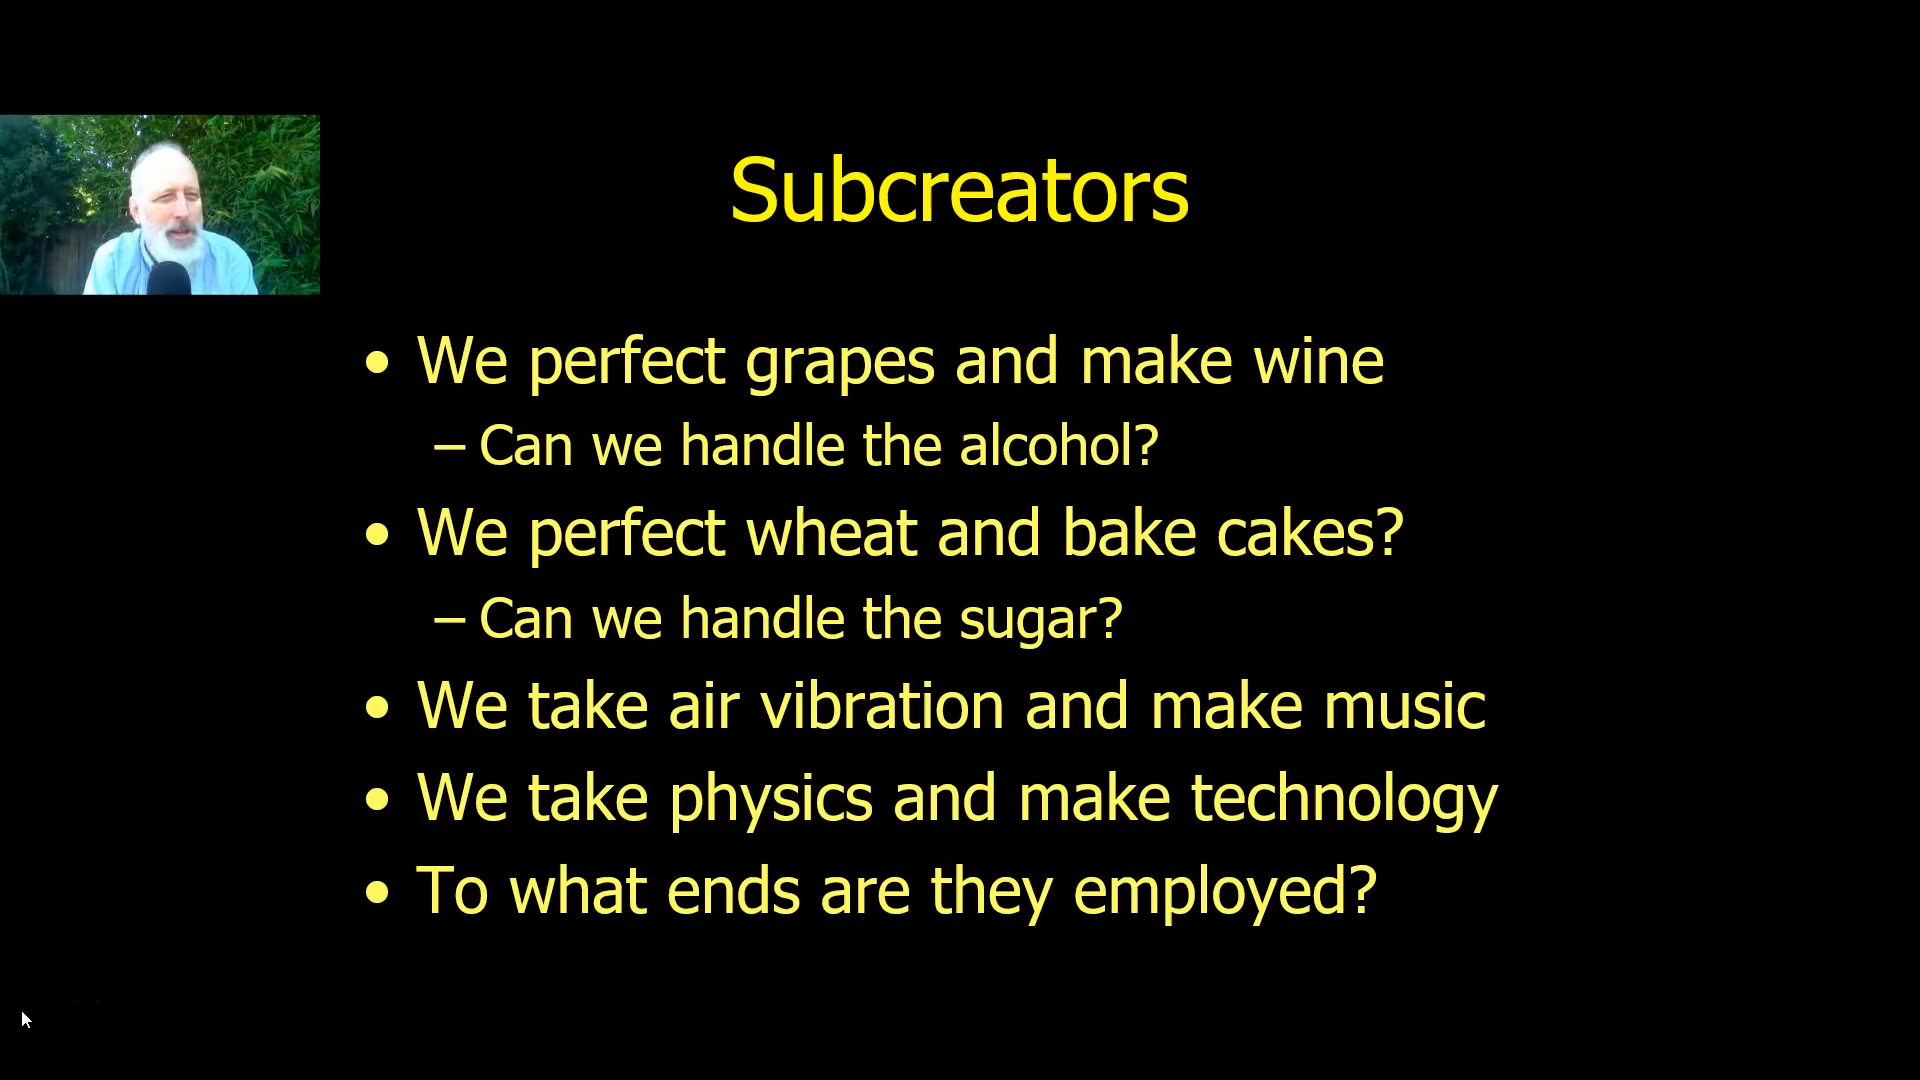 Subcreators
• We perfect grapes and make wine
– Can we handle the alcohol?
• We perfect wheat and bake cakes?
– Can we handle the sugar?
• We take air vibration and make music
• We take physics and make technology
• To what ends are they employed?